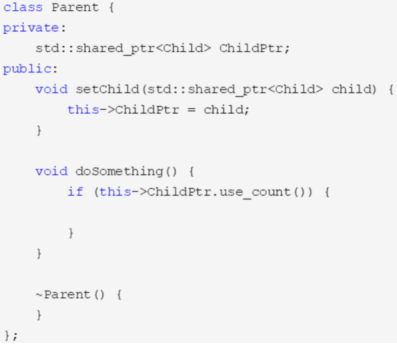 class Parent {
private:
    std::shared_ptr<Child> ChildPtr;
public:
    void setChild(std::shared_ptr<Child> child) {
        this->ChildPtr = child;
    }

    void doSomething() {
        if (this->ChildPtr.use_count()) {

        }
    }

    ~Parent() {
    }
};